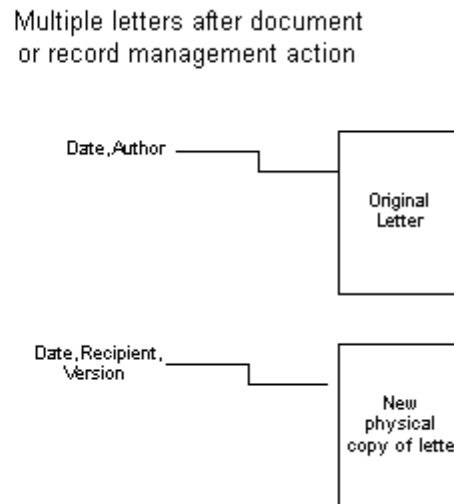 Multiple letters after document
or record management action
Date,Author
Original
Letter
Date,Recipient,
Version
New
physical
copy of lette